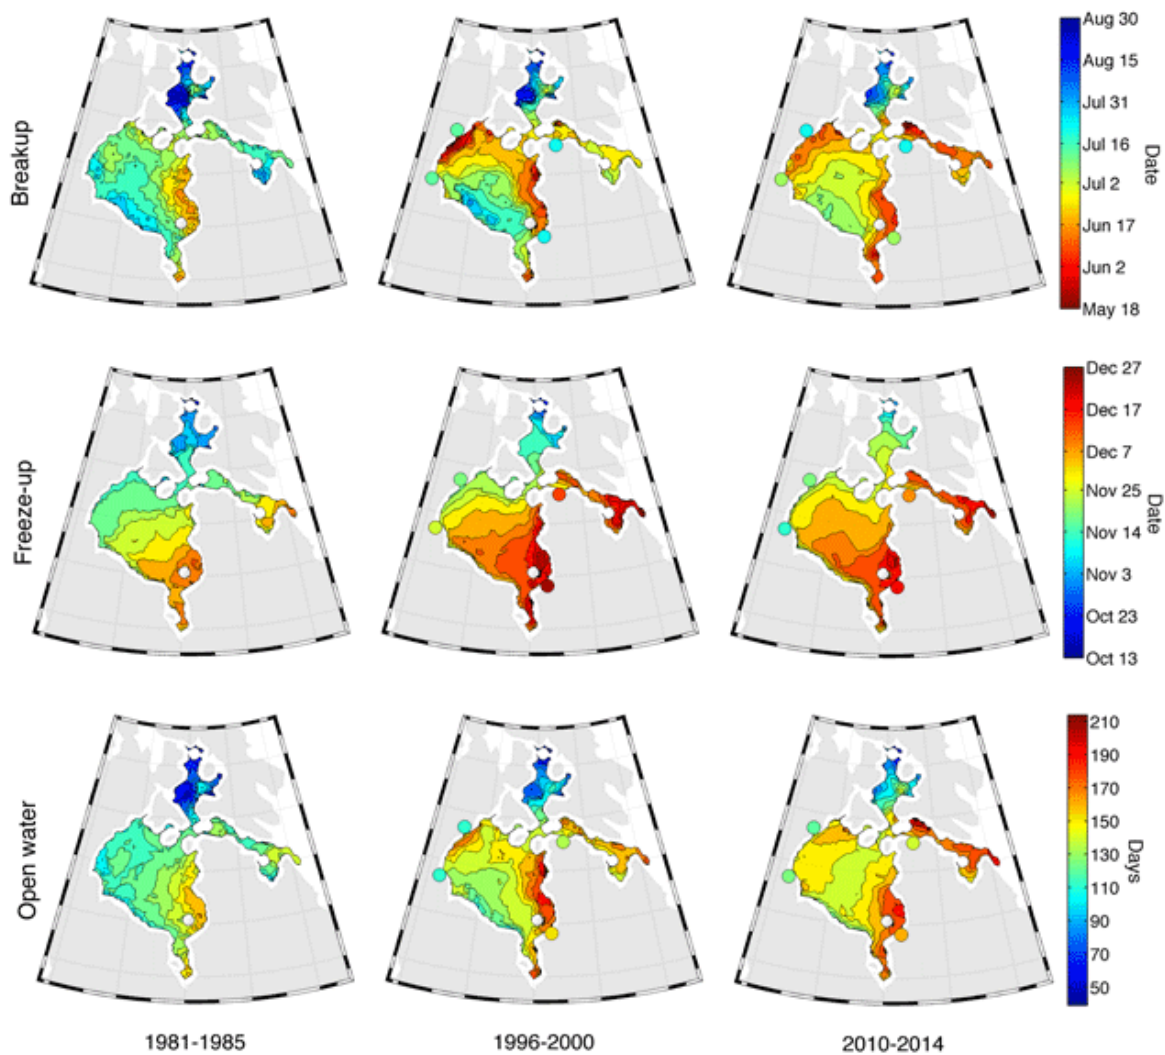 Breakup
Aug 30
Aug 15
Jul 31
Jul 16
Jul 2
Jun 17
Jun 2
May 18
Date
Freeze-up
Dec 27
Dec 17
Dec 7
Nov 25
Nov 14
Nov 3
Oct 23
Oct 13
Date
Open water
210
190
170
150
130
110
90
70
50
Days
1981-1985 1996-2000 2010-2014